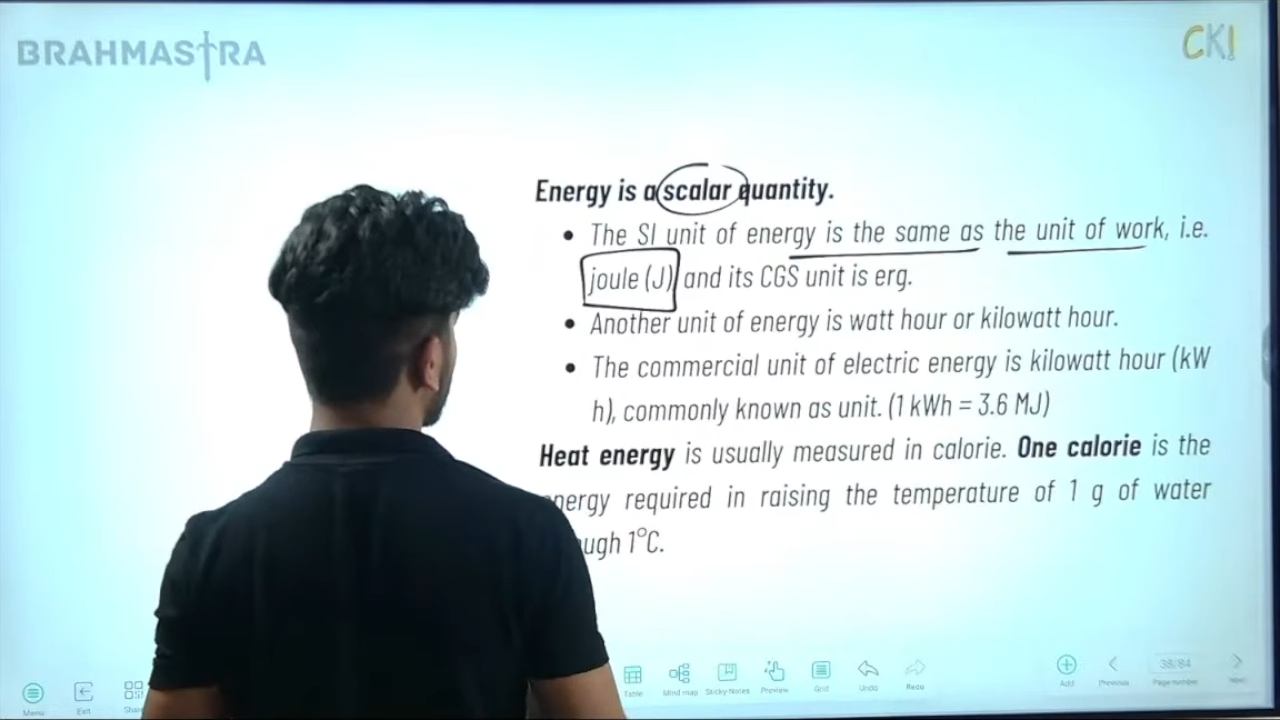 BRAHMASTRA
CK!
Energy is a scalar quantity.
• The SI unit of energy is the same as the unit of work, i.e.
joule (J) and its CGS unit is erg.
• Another unit of energy is watt hour or kilowatt hour.
• The commercial unit of electric energy is kilowatt hour (kW
h), commonly known as unit. (1 kWh = 3.6 MJ)
Heat energy is usually measured in calorie. One calorie is the
energy required in raising the temperature of 1 g of water
1°C.
Menu Exit Share Table Mind map Sticky Notes Preview Grid Undo Redo Add Previous 38/84 Page number Next